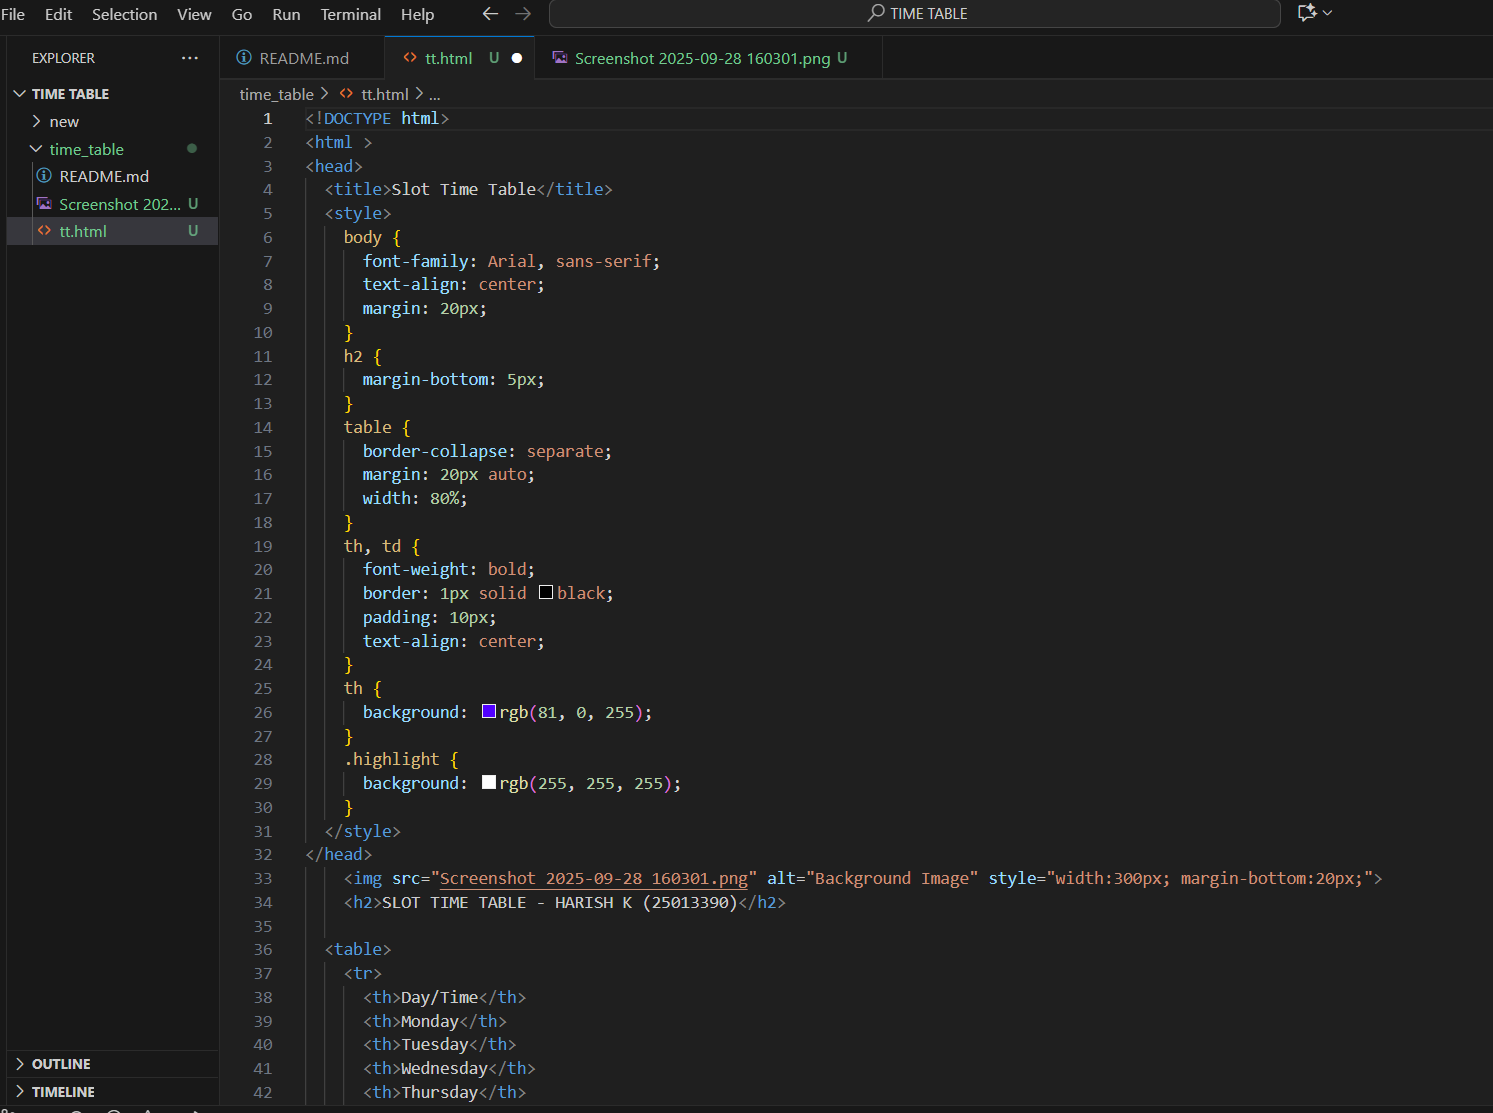 File Edit Selection View Go Run Terminal Help
TIME TABLE
EXPLORER ...
TIME TABLE
new
time_table
README.md
Screenshot 202... U
tt.html U
OUTLINE
TIMELINE
README.md
tt.html U
Screenshot 2025-09-28 160301.png U
time_table > tt.html > ...
1 <!DOCTYPE html>
2 <html >
3 <head>
4 <title>Slot Time Table</title>
5 <style>
6 body {
7 font-family: Arial, sans-serif;
8 text-align: center;
9 margin: 20px;
10 }
11 h2 {
12 margin-bottom: 5px;
13 }
14 table {
15 border-collapse: separate;
16 margin: 20px auto;
17 width: 80%;
18 }
19 th, td {
20 font-weight: bold;
21 border: 1px solid black;
22 padding: 10px;
23 text-align: center;
24 }
25 th {
26 background: rgb(81, 0, 255);
27 }
28 .highlight {
29 background: rgb(255, 255, 255);
30 }
31 </style>
32 </head>
33 <img src="Screenshot 2025-09-28 160301.png" alt="Background Image" style="width:300px; margin-bottom:20px;">
34 <h2>SLOT TIME TABLE - HARISH K (25013390)</h2>
35
36 <table>
37 <tr>
38 <th>Day/Time</th>
39 <th>Monday</th>
40 <th>Tuesday</th>
41 <th>Wednesday</th>
42 <th>Thursday</th>